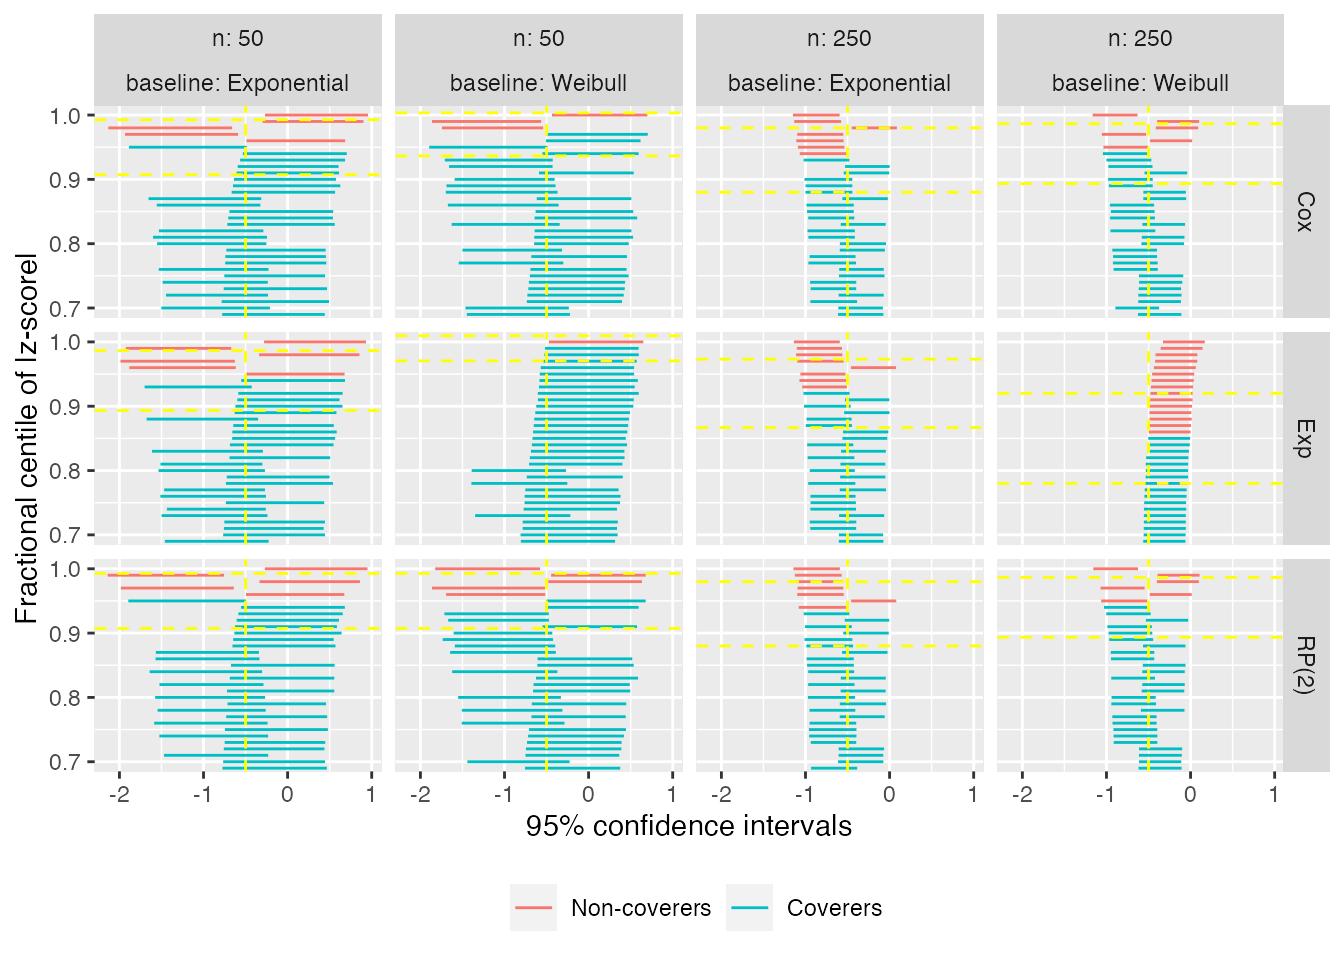 n: 50
n: 50
n: 250
n: 250
baseline: Exponential
baseline: Weibull
baseline: Exponential
baseline: Weibull
Fractional centile of |z-score|
1.0
0.9
0.8
0.7
Cox
1.0
0.9
0.8
0.7
Exp
1.0
0.9
0.8
0.7
RP(2)
-2 -1 0 1
-2 -1 0 1
-2 -1 0 1
-2 -1 0 1
95% confidence intervals
Non-coverers
Coverers